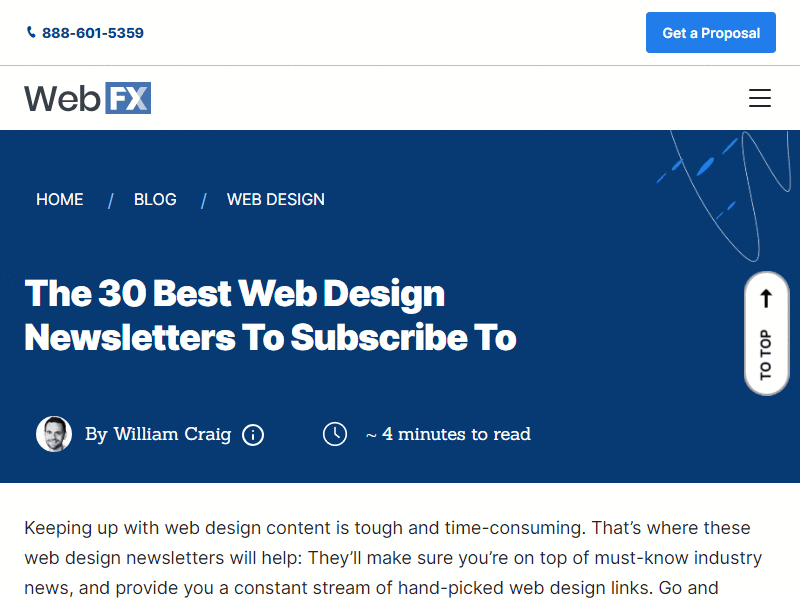 888-601-5359
Get a Proposal
Web FX
HOME / BLOG / WEB DESIGN
The 30 Best Web Design
Newsletters To Subscribe To
TO TOP
By William Craig
~ 4 minutes to read
Keeping up with web design content is tough and time-consuming. That’s where these
web design newsletters will help: They’ll make sure you’re on top of must-know industry
news, and provide you a constant stream of hand-picked web design links. Go and